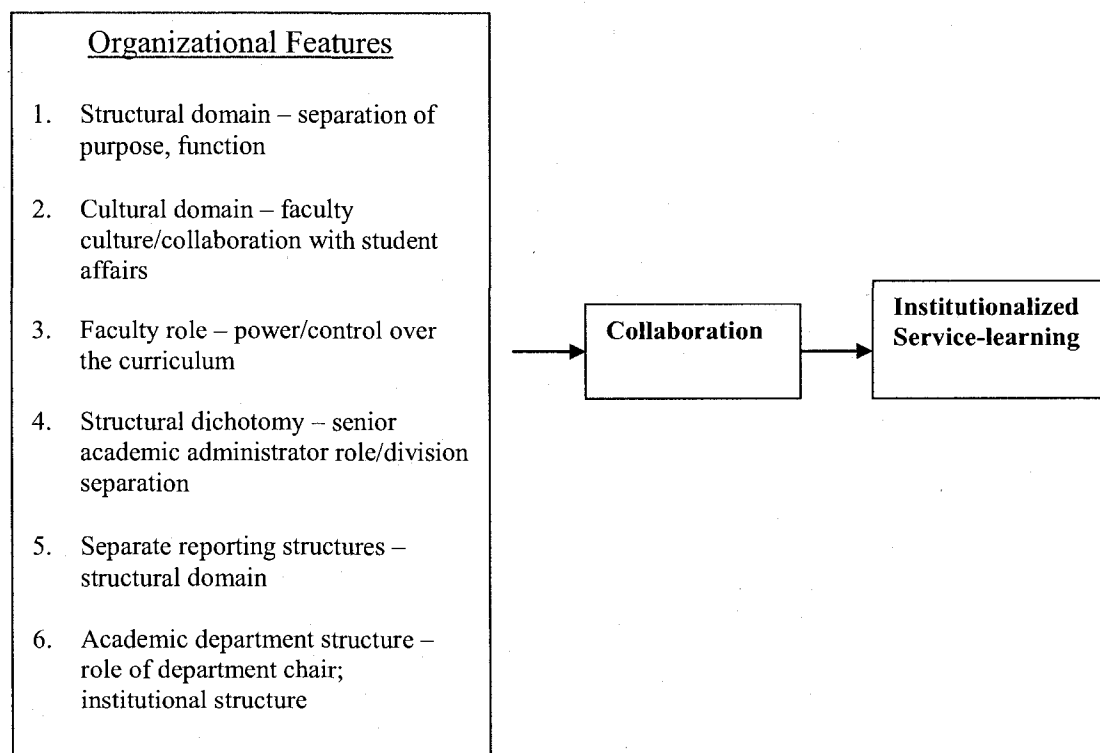 Organizational Features
1. Structural domain – separation of
purpose, function
2. Cultural domain – faculty
culture/collaboration with student
affairs
3. Faculty role – power/control over
the curriculum
4. Structural dichotomy – senior
academic administrator role/division
separation
5. Separate reporting structures –
structural domain
6. Academic department structure –
role of department chair;
institutional structure
Collaboration
Institutionalized
Service-learning